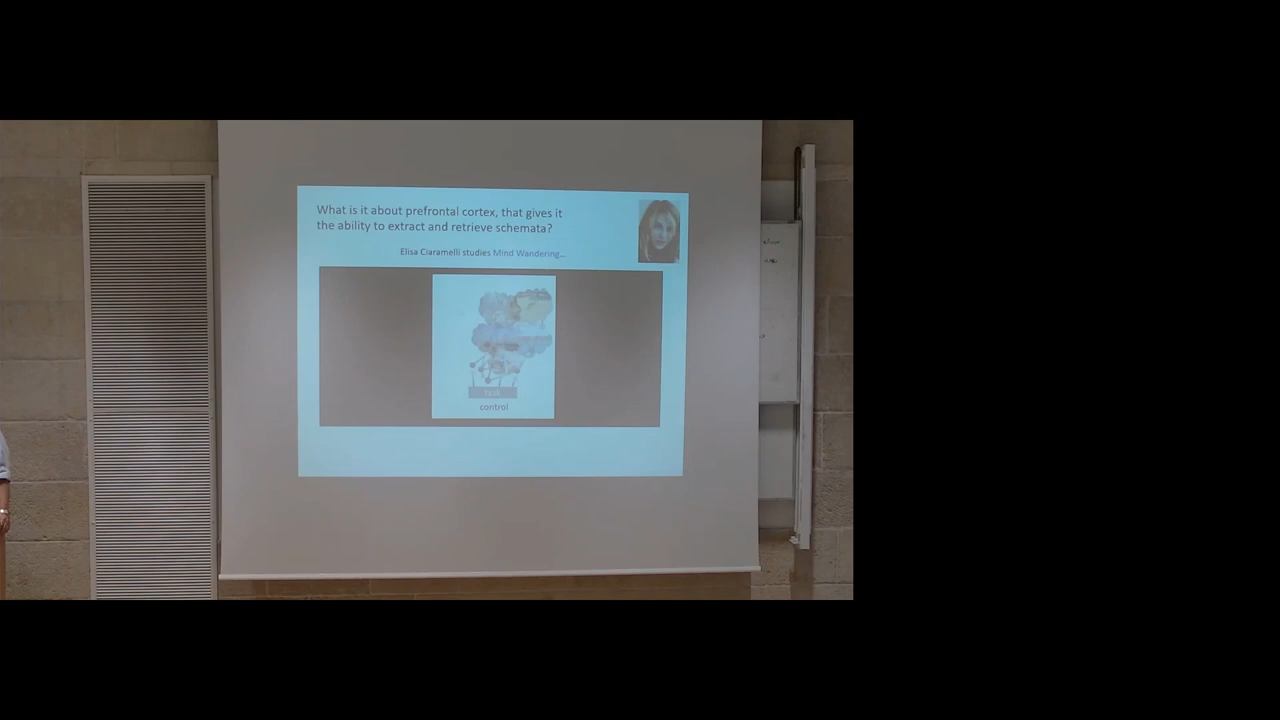 What is it about prefrontal cortex, that gives it
the ability to extract and retrieve schemata?
Elisa Ciaramelli studies Mind Wandering...
task
control